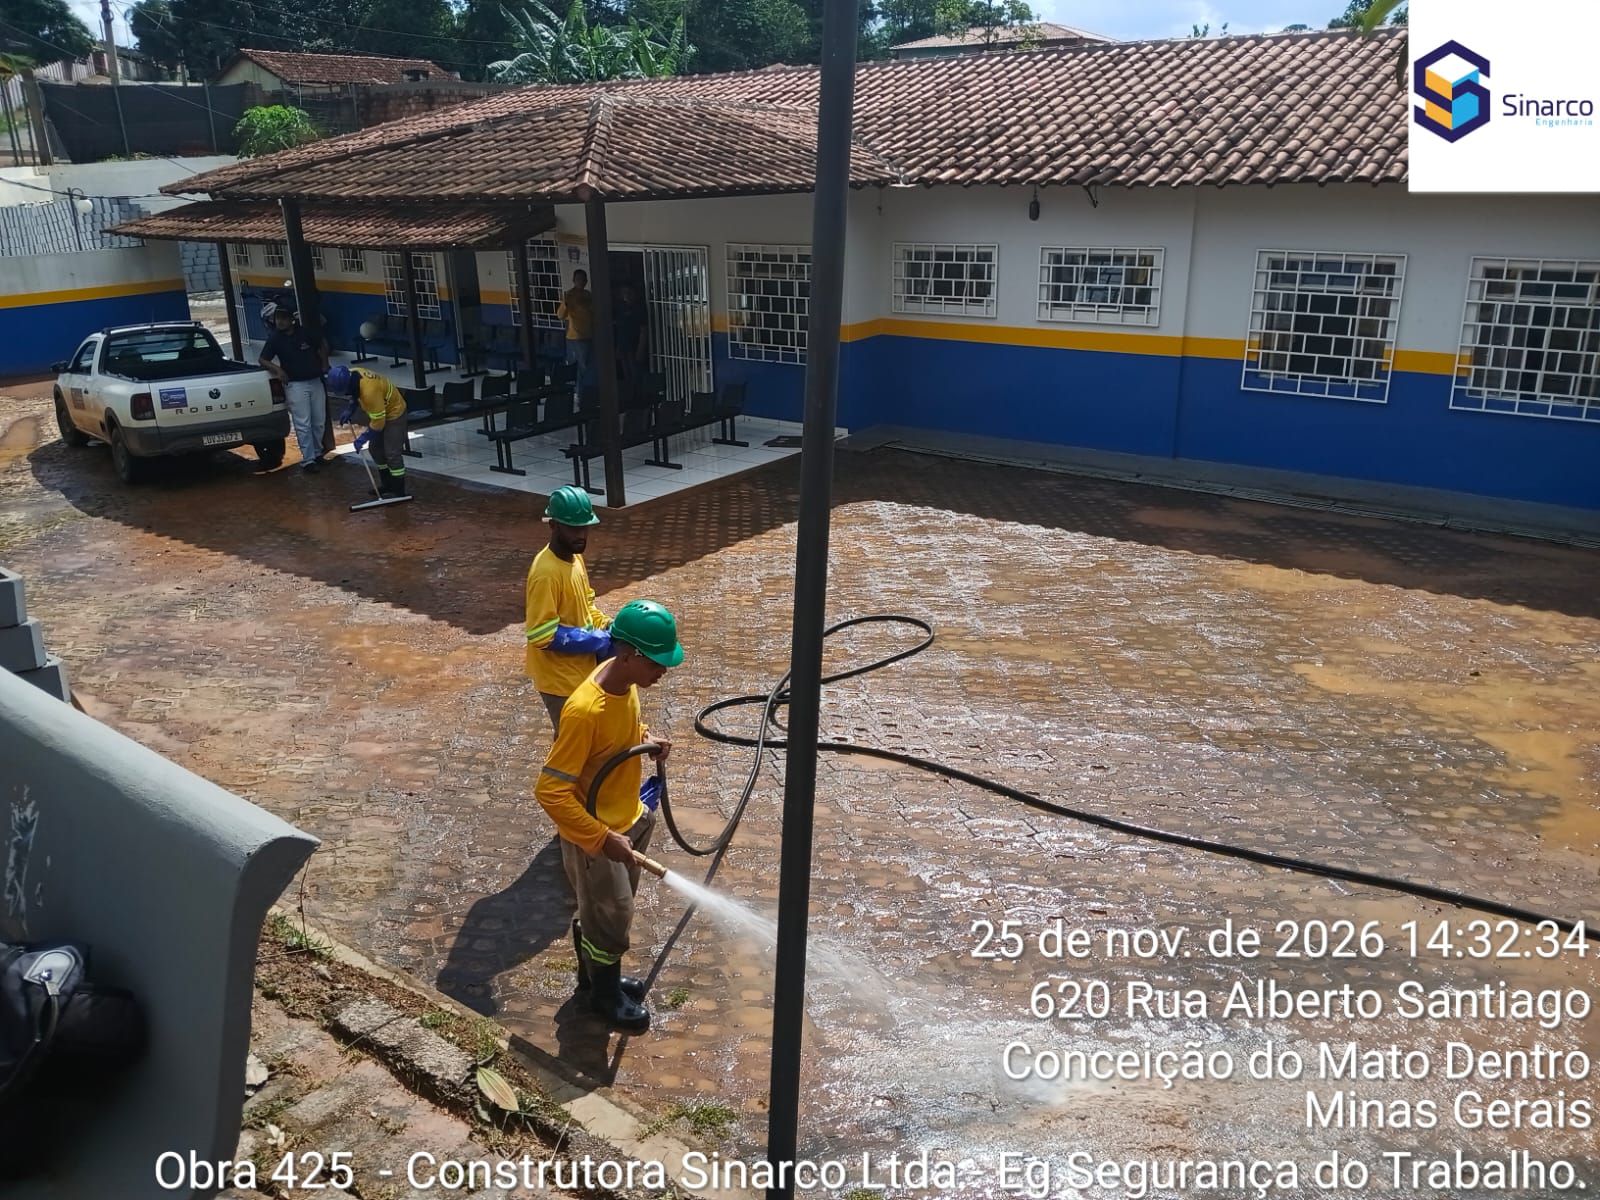 Sinarco
Engenharia
ROBUST
25 de nov. de 2026 14:32:34
620 Rua Alberto Santiago
Conceição do Mato Dentro
Minas Gerais
Obra 425 - Construtora Sinarco Ltda.- Eg.Segurança do Trabalho.